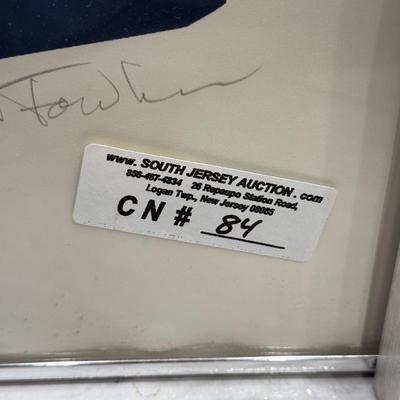 www. SOUTH JERSEY AUCTION. com
856-467-4834 26 Repaupo Station Road,
Logan Twp., New Jersey 08085
CN# 84